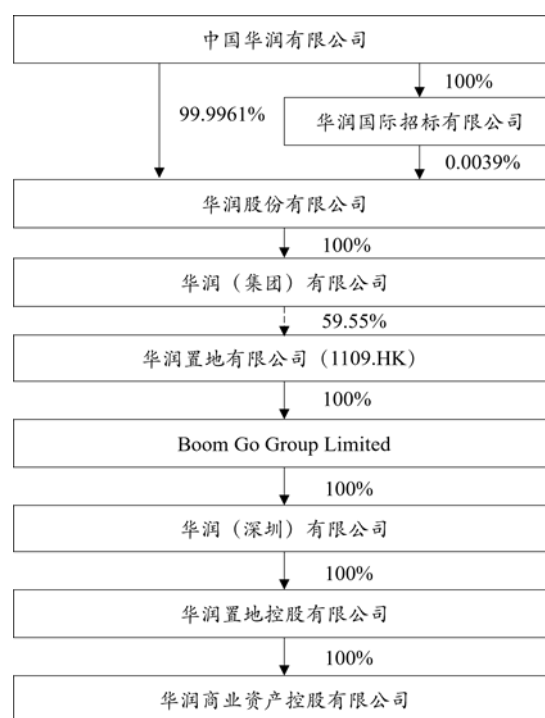 中国华润有限公司
100%
99.9961%
华润国际招标有限公司
0.0039%
华润股份有限公司
100%
华润（集团）有限公司
59.55%
华润置地有限公司（1109.HK）
100%
Boom Go Group Limited
100%
华润（深圳）有限公司
100%
华润置地控股有限公司
100%
华润商业资产控股有限公司